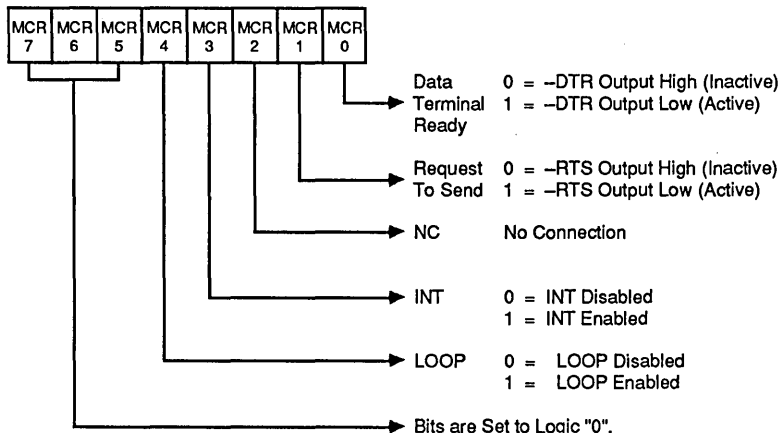 MCR MCR MCR MCR MCR MCR MCR MCR
7 6 5 4 3 2 1 0
Data 0 = –DTR Output High (Inactive)
Terminal 1 = –DTR Output Low (Active)
Ready
Request 0 = –RTS Output High (Inactive)
To Send 1 = –RTS Output Low (Active)
NC No Connection
INT 0 = INT Disabled
1 = INT Enabled
LOOP 0 = LOOP Disabled
1 = LOOP Enabled
Bits are Set to Logic "0".